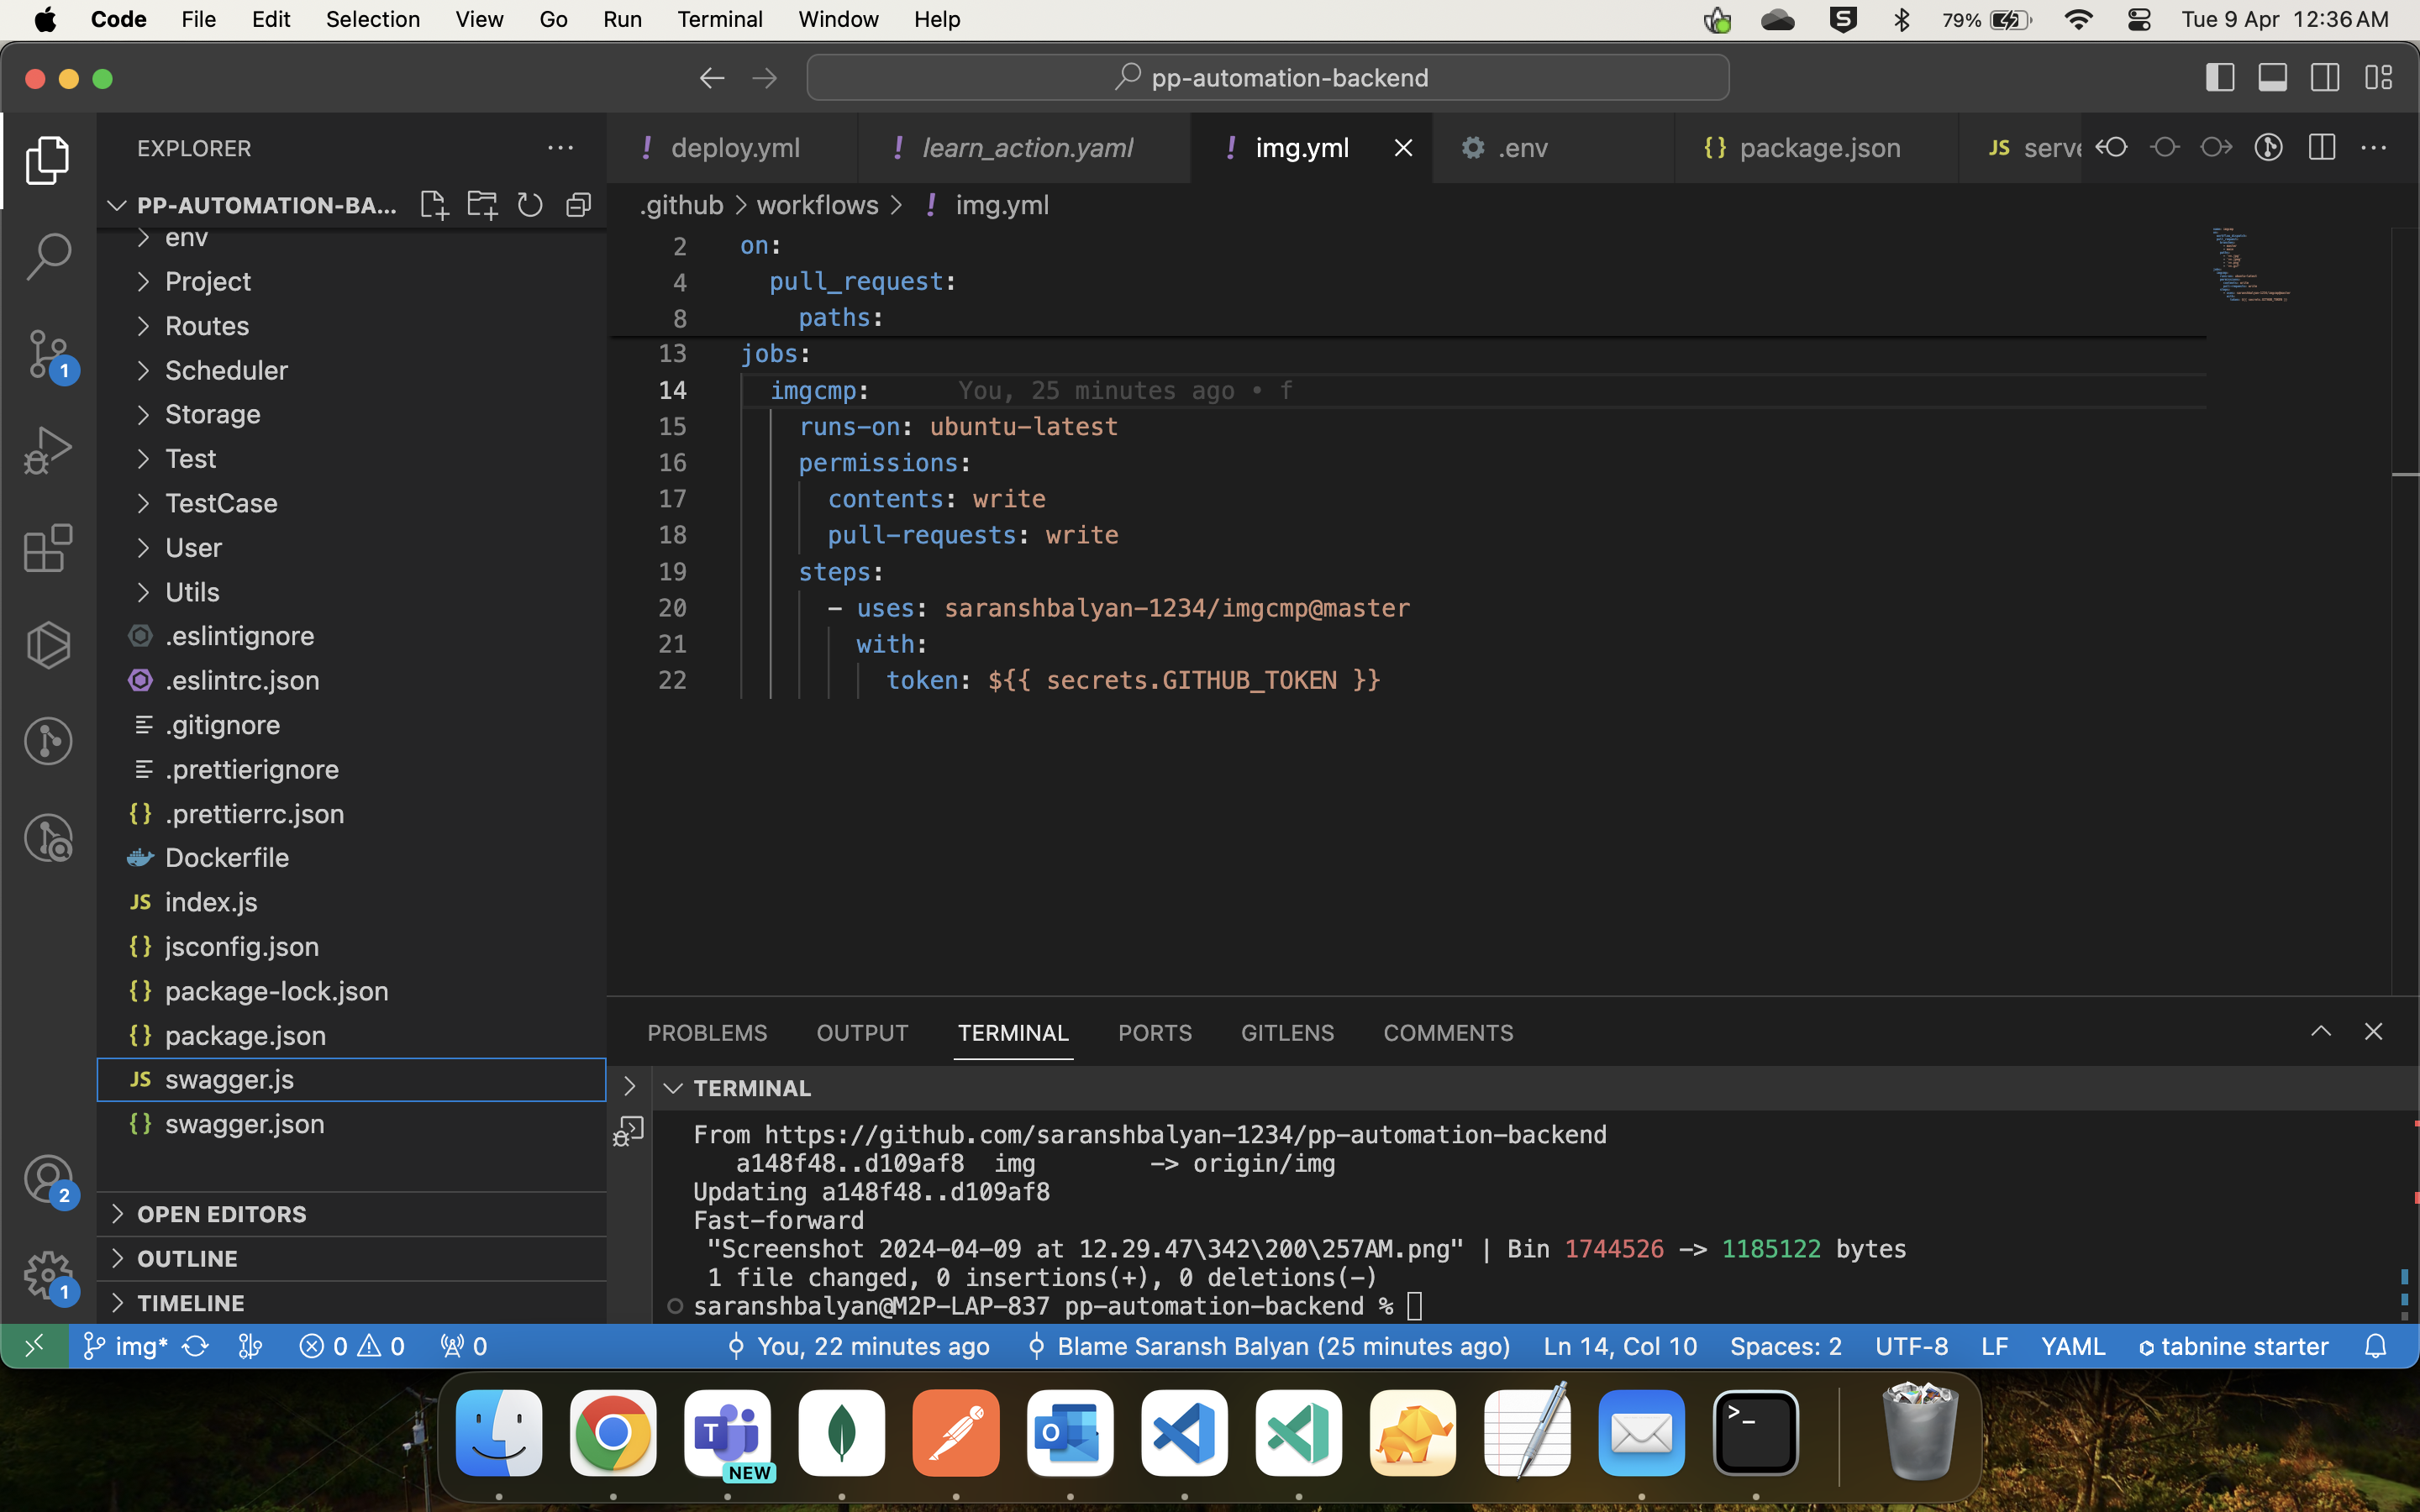 Code File Edit Selection View Go Run Terminal Window Help 79% Tue 9 Apr 12:36 AM
pp-automation-backend
EXPLORER
PP-AUTOMATION-BA...
env
Project
Routes
Scheduler
Storage
Test
TestCase
User
Utils
.eslintignore
.eslintrc.json
.gitignore
.prettierignore
.prettierrc.json
Dockerfile
index.js
jsconfig.json
package-lock.json
package.json
swagger.js
swagger.json
OPEN EDITORS
OUTLINE
TIMELINE
1
2
1
! deploy.yml ! learn_action.yaml ! img.yml .env {} package.json JS serve
.github > workflows > ! img.yml
2 on:
4 pull_request:
8 paths:
13 jobs:
14 imgcmp: You, 25 minutes ago • f
15 runs-on: ubuntu-latest
16 permissions:
17 contents: write
18 pull-requests: write
19 steps:
20 - uses: saranshbalyan-1234/imgcmp@master
21 with:
22 token: ${{ secrets.GITHUB_TOKEN }}
PROBLEMS OUTPUT TERMINAL PORTS GITLENS COMMENTS
TERMINAL
From https://github.com/saranshbalyan-1234/pp-automation-backend
a148f48..d109af8 img -> origin/img
Updating a148f48..d109af8
Fast-forward
"Screenshot 2024-04-09 at 12.29.47\342\200\257AM.png" | Bin 1744526 -> 1185122 bytes
1 file changed, 0 insertions(+), 0 deletions(-)
saranshbalyan@M2P-LAP-837 pp-automation-backend %
img* 0 0 0 You, 22 minutes ago Blame Saransh Balyan (25 minutes ago) Ln 14, Col 10 Spaces: 2 UTF-8 LF YAML tabnine starter
NEW